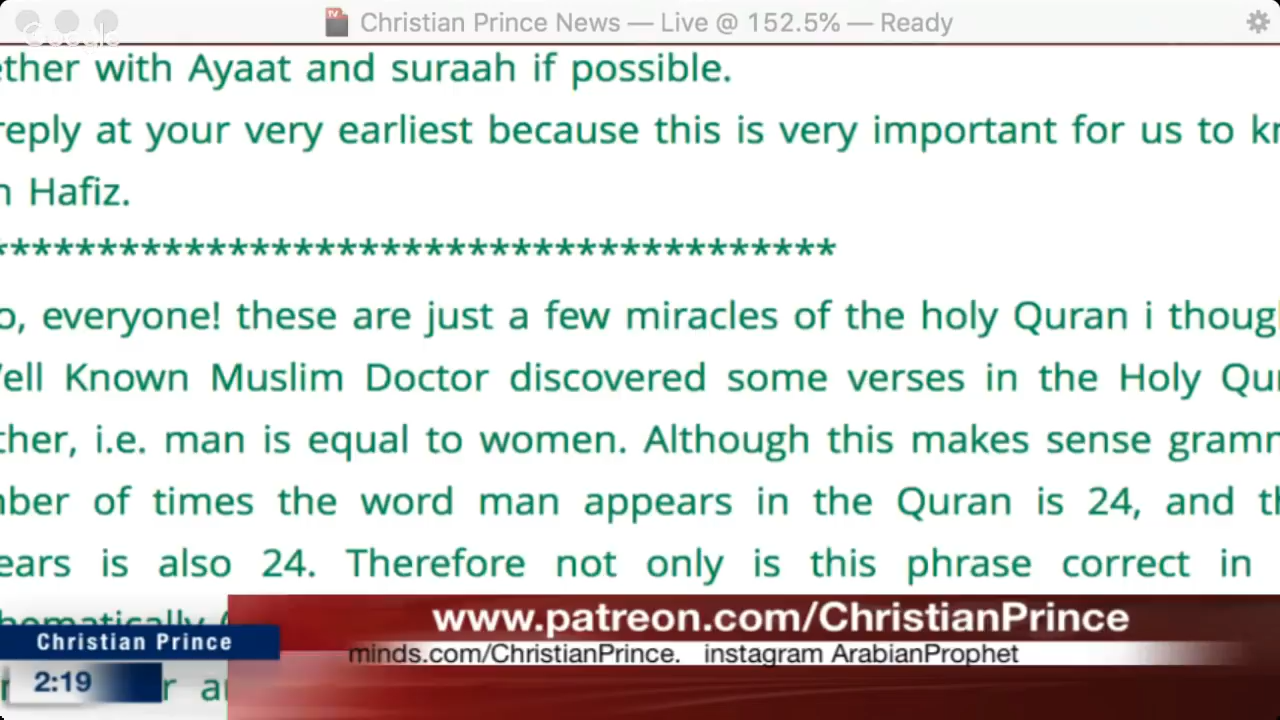 Google
Christian Prince News — Live @ 152.5% — Ready
ether with Ayaat and suraah if possible.
reply at your very earliest because this is very important for us to kn
n Hafiz.
***************************************
o, everyone! these are just a few miracles of the holy Quran i though
Well Known Muslim Doctor discovered some verses in the Holy Qur
ther, i.e. man is equal to women. Although this makes sense gramm
nber of times the word man appears in the Quran is 24, and th
ears is also 24. Therefore not only is this phrase correct in
www.patreon.com/ChristianPrince
Christian Prince
minds.com/ChristianPrince. instagram ArabianProphet
2:19